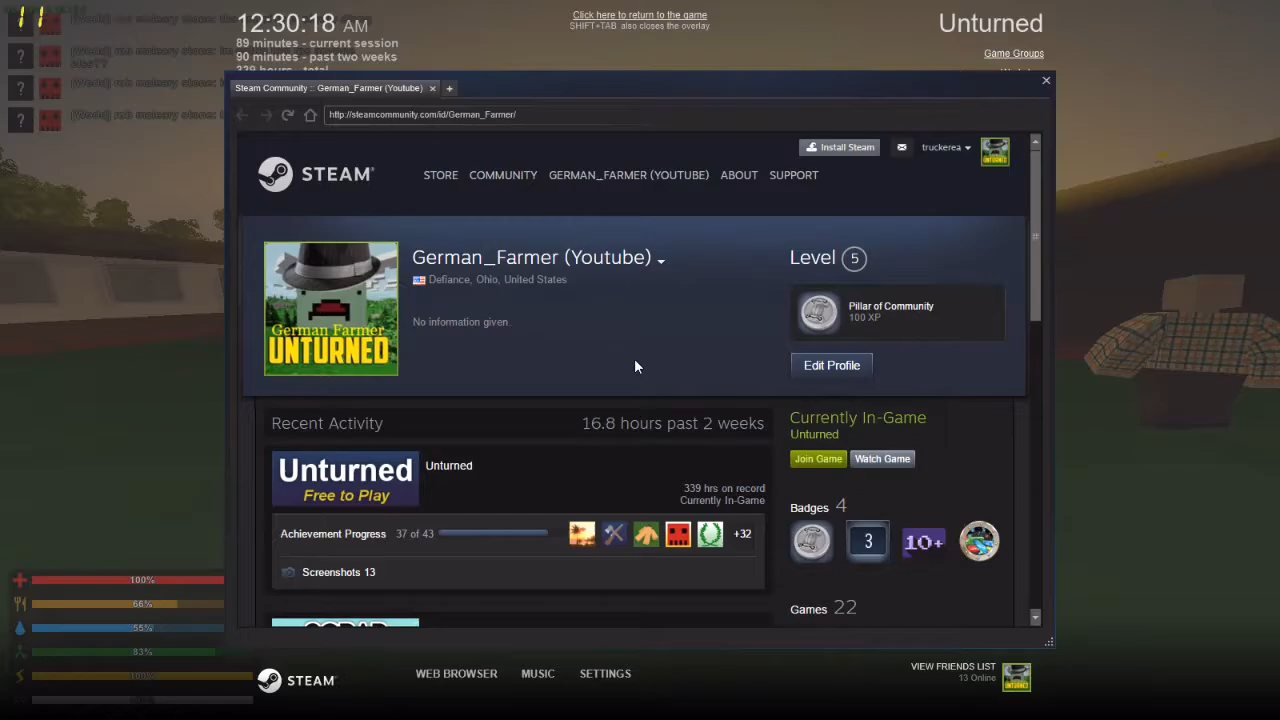 12:30:18 AM
89 minutes - current session
90 minutes - past two weeks
339 hours - total
Click here to return to the game
SHIFT+TAB also closes the overlay
Unturned
Game Groups
Steam Community :: German_Farmer (Youtube)
http://steamcommunity.com/id/German_Farmer/
Install Steam
truckerea
STEAM
STORE COMMUNITY GERMAN_FARMER (YOUTUBE) ABOUT SUPPORT
German Farmer
UNTURNED
German_Farmer (Youtube)
Defiance, Ohio, United States
No information given.
Level 5
Pillar of Community
100 XP
Edit Profile
Recent Activity 16.8 hours past 2 weeks
Unturned
Free to Play
Unturned
339 hrs on record
Currently In-Game
Achievement Progress 37 of 43
+32
Screenshots 13
Currently In-Game
Unturned
Join Game Watch Game
Badges 4
3
10+
Games 22
100%
66%
55%
83%
100%
STEAM
WEB BROWSER MUSIC SETTINGS
VIEW FRIENDS LIST
13 Online